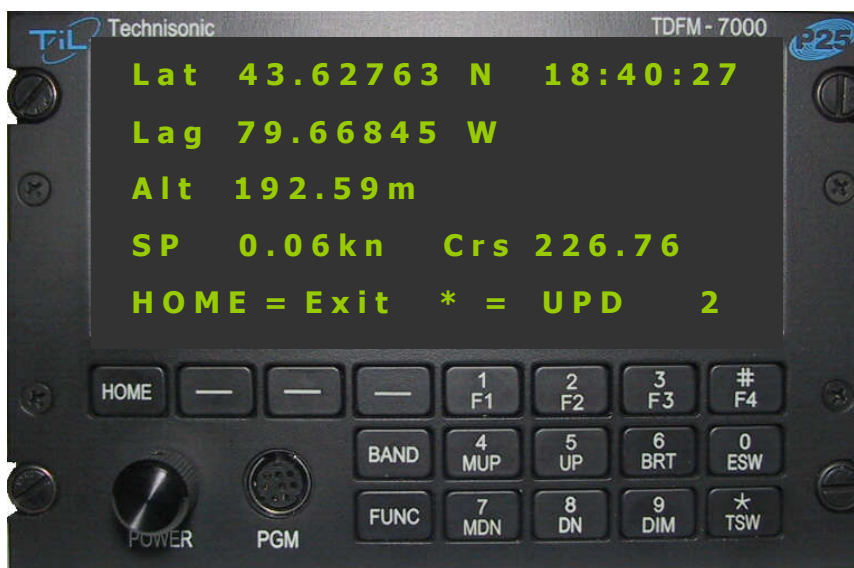 TiL Technisonic TDFM - 7000 P25
Lat 43.62763 N 18:40:27
Lag 79.66845 W
Alt 192.59m
SP 0.06kn Crs 226.76
HOME = Exit * = UPD 2
HOME 1 2 3 #
F1 F2 F3 F4
BAND 4 5 6 0
MUP UP BRT ESW
FUNC 7 8 9 *
MDN DN DIM TSW
POWER PGM